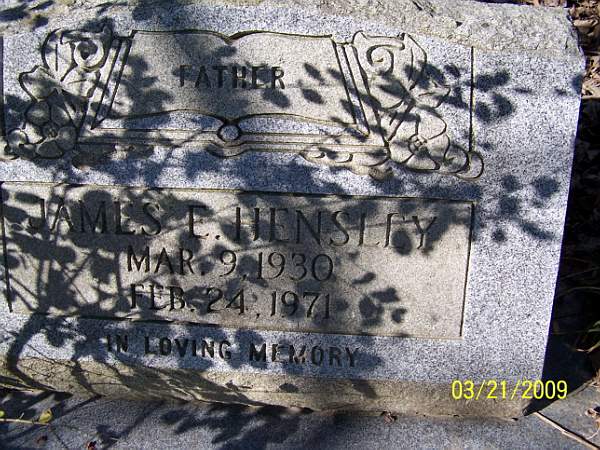 FATHER
JAMES E. HENSLEY
MAR. 9, 1930
FEB. 24, 1971
IN LOVING MEMORY
03/21/2009